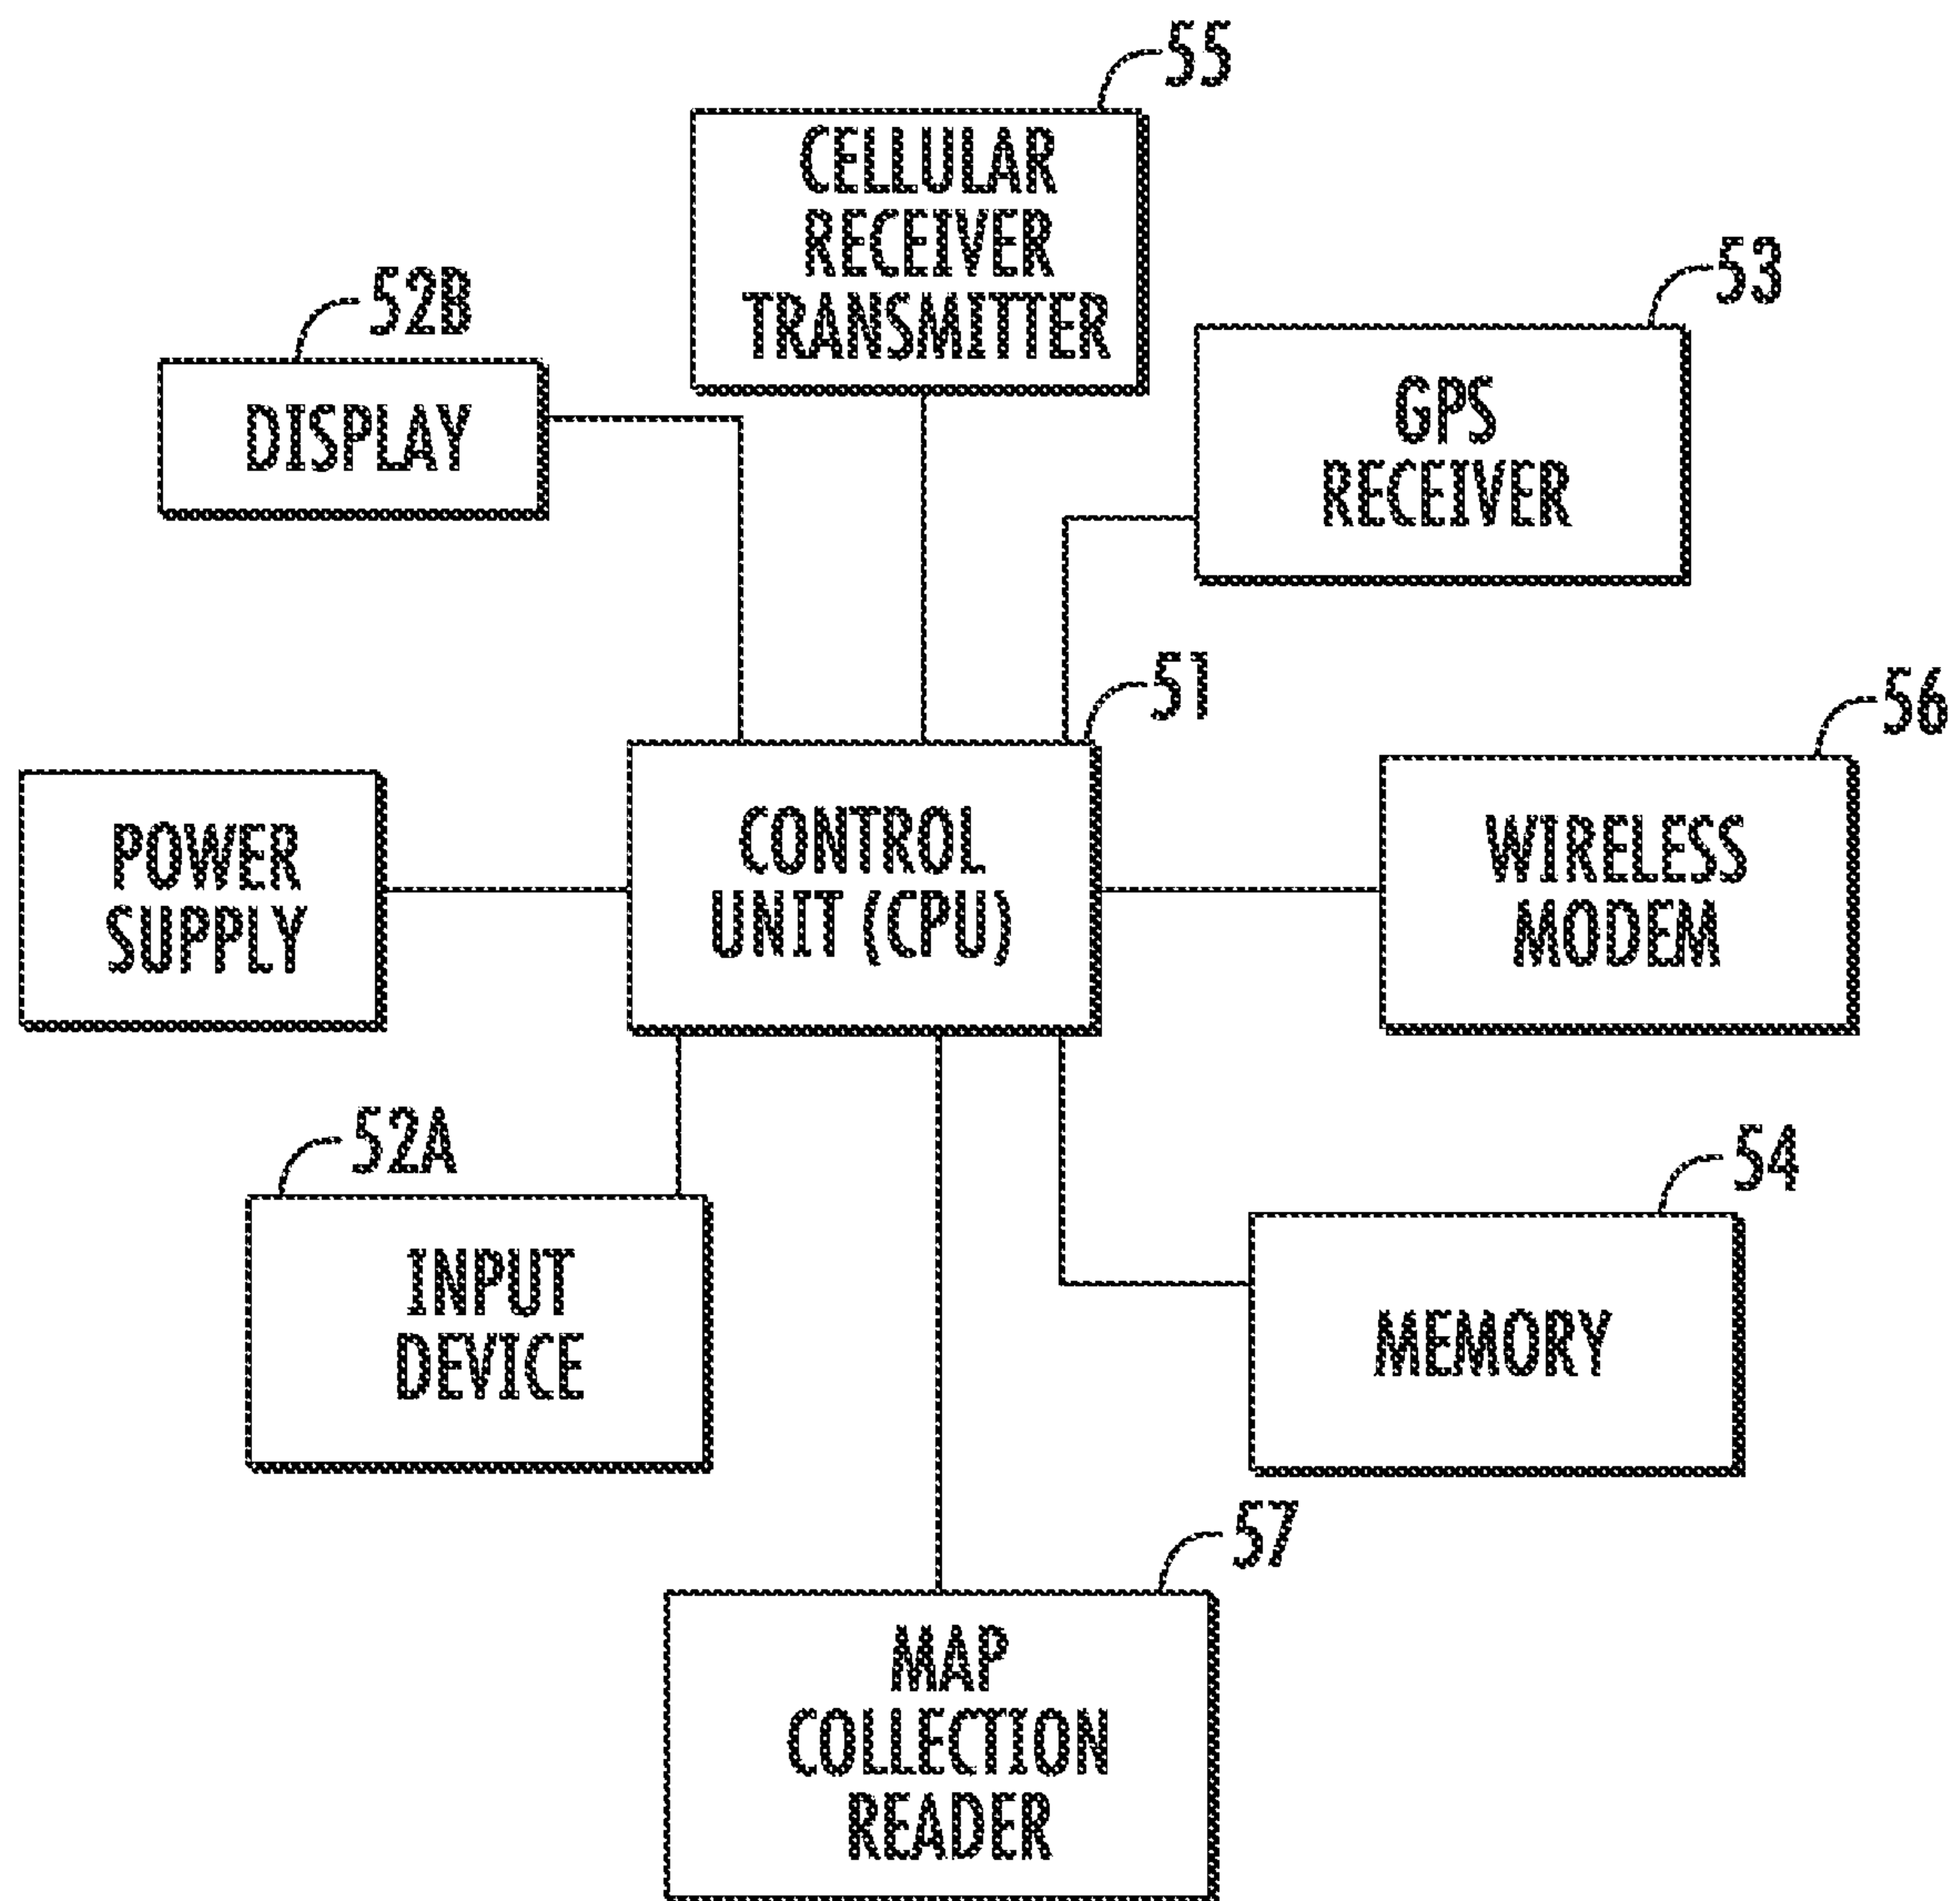 55
CELLULAR
RECEIVER
TRANSMITTER
52B
DISPLAY
53
GPS
RECEIVER
51
CONTROL
UNIT (CPU)
56
WIRELESS
MODEM
POWER
SUPPLY
52A
INPUT
DEVICE
54
MEMORY
57
MAP
COLLECTION
READER